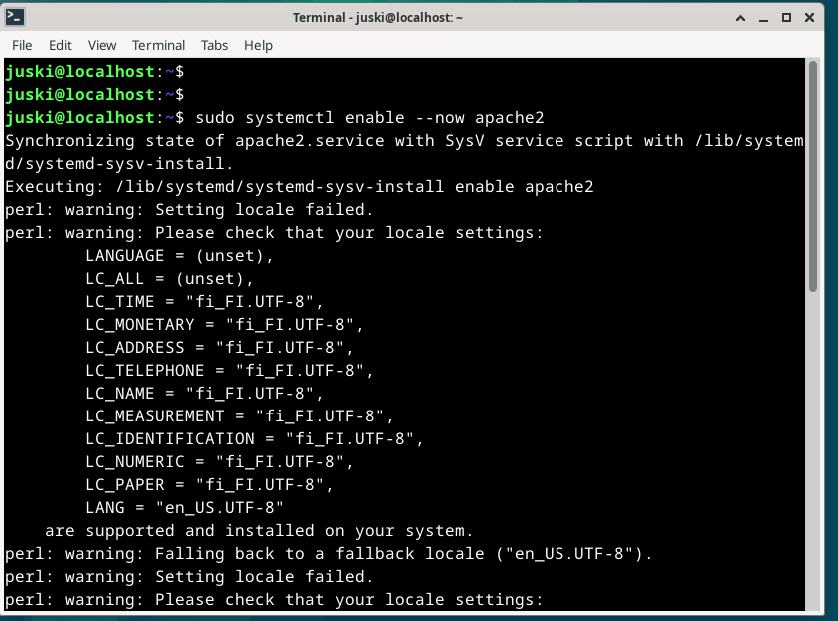 Terminal - juski@localhost: ~
File Edit View Terminal Tabs Help
juski@localhost:~$
juski@localhost:~$
juski@localhost:~$ sudo systemctl enable --now apache2
Synchronizing state of apache2.service with SysV service script with /lib/system
d/systemd-sysv-install.
Executing: /lib/systemd/systemd-sysv-install enable apache2
perl: warning: Setting locale failed.
perl: warning: Please check that your locale settings:
        LANGUAGE = (unset),
        LC_ALL = (unset),
        LC_TIME = "fi_FI.UTF-8",
        LC_MONETARY = "fi_FI.UTF-8",
        LC_ADDRESS = "fi_FI.UTF-8",
        LC_TELEPHONE = "fi_FI.UTF-8",
        LC_NAME = "fi_FI.UTF-8",
        LC_MEASUREMENT = "fi_FI.UTF-8",
        LC_IDENTIFICATION = "fi_FI.UTF-8",
        LC_NUMERIC = "fi_FI.UTF-8",
        LC_PAPER = "fi_FI.UTF-8",
        LANG = "en_US.UTF-8"
    are supported and installed on your system.
perl: warning: Falling back to a fallback locale ("en_US.UTF-8").
perl: warning: Setting locale failed.
perl: warning: Please check that your locale settings: